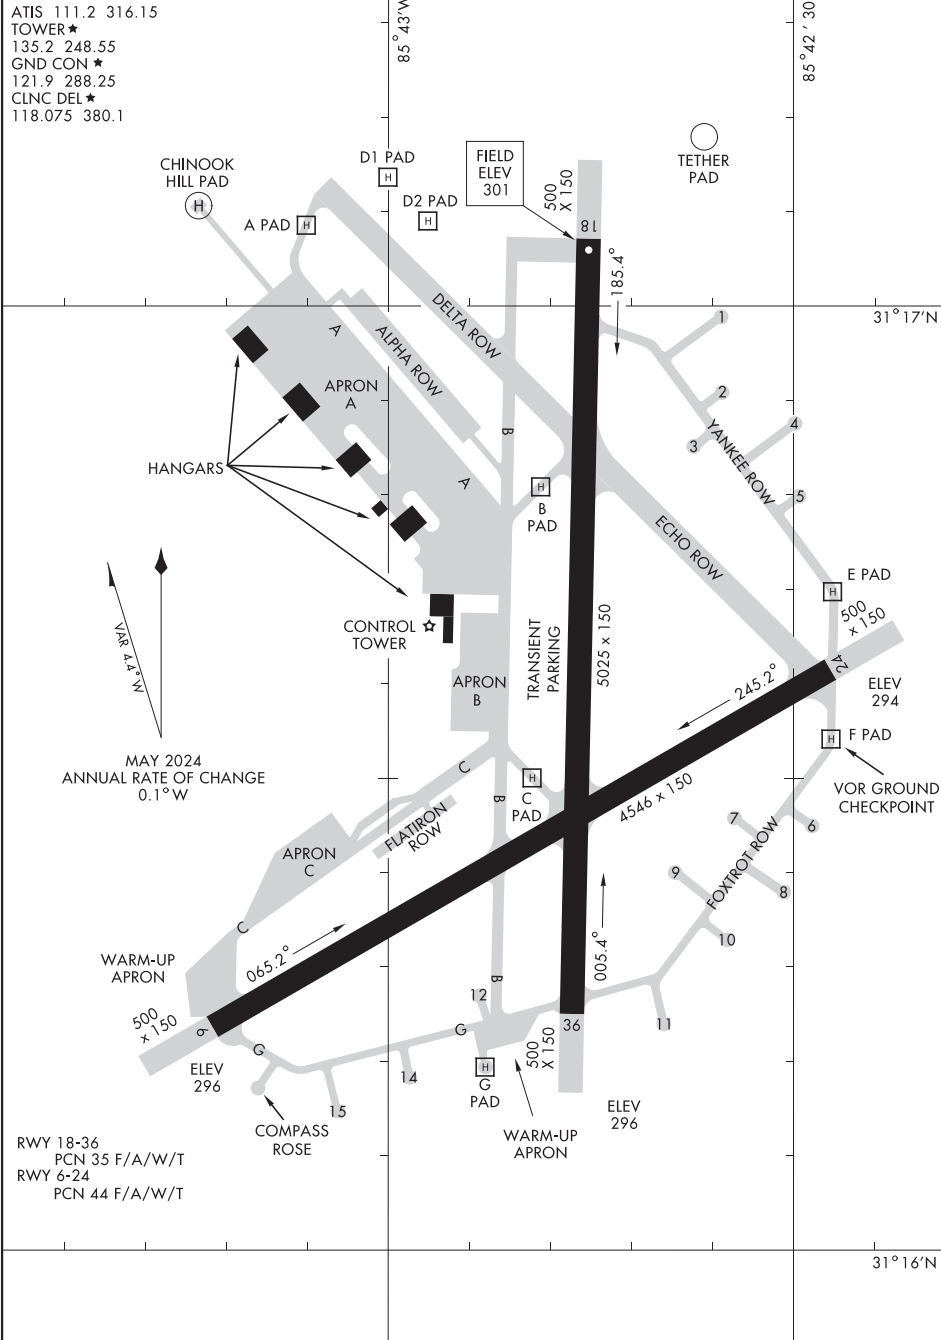 ATIS 111.2 316.15
TOWER★
135.2 248.55
GND CON ★
121.9 288.25
CLNC DEL★
118.075 380.1
85°43'W
85°42'30
TETHER
PAD
FIELD
ELEV
301
500
X 150
18
D1 PAD
H
CHINOOK
HILL PAD
H
D2 PAD
H
A PAD
H
185.4°
31°17'N
1
DELTA ROW
A
ALPHA ROW
APRON
A
2
B
YANKEE ROW
3
4
HANGARS
A
H
B
PAD
5
ECHO ROW
E PAD
H
500
x 150
VAR 4.4°W
CONTROL
TOWER
TRANSIENT
PARKING
5025 x 150
24
APRON
B
245.2°
ELEV
294
F PAD
H
MAY 2024
ANNUAL RATE OF CHANGE
0.1°W
C
H
C
PAD
B
4546 x 150
VOR GROUND
CHECKPOINT
FLATIRON
ROW
7
6
APRON
C
FOXTROT ROW
9
8
C
10
WARM-UP
APRON
065.2°
005.4°
B
12
500
x 150
6
G
G
36
11
500
X 150
ELEV
296
14
H
G
PAD
15
COMPASS
ROSE
ELEV
296
WARM-UP
APRON
RWY 18-36
PCN 35 F/A/W/T
RWY 6-24
PCN 44 F/A/W/T
31°16'N